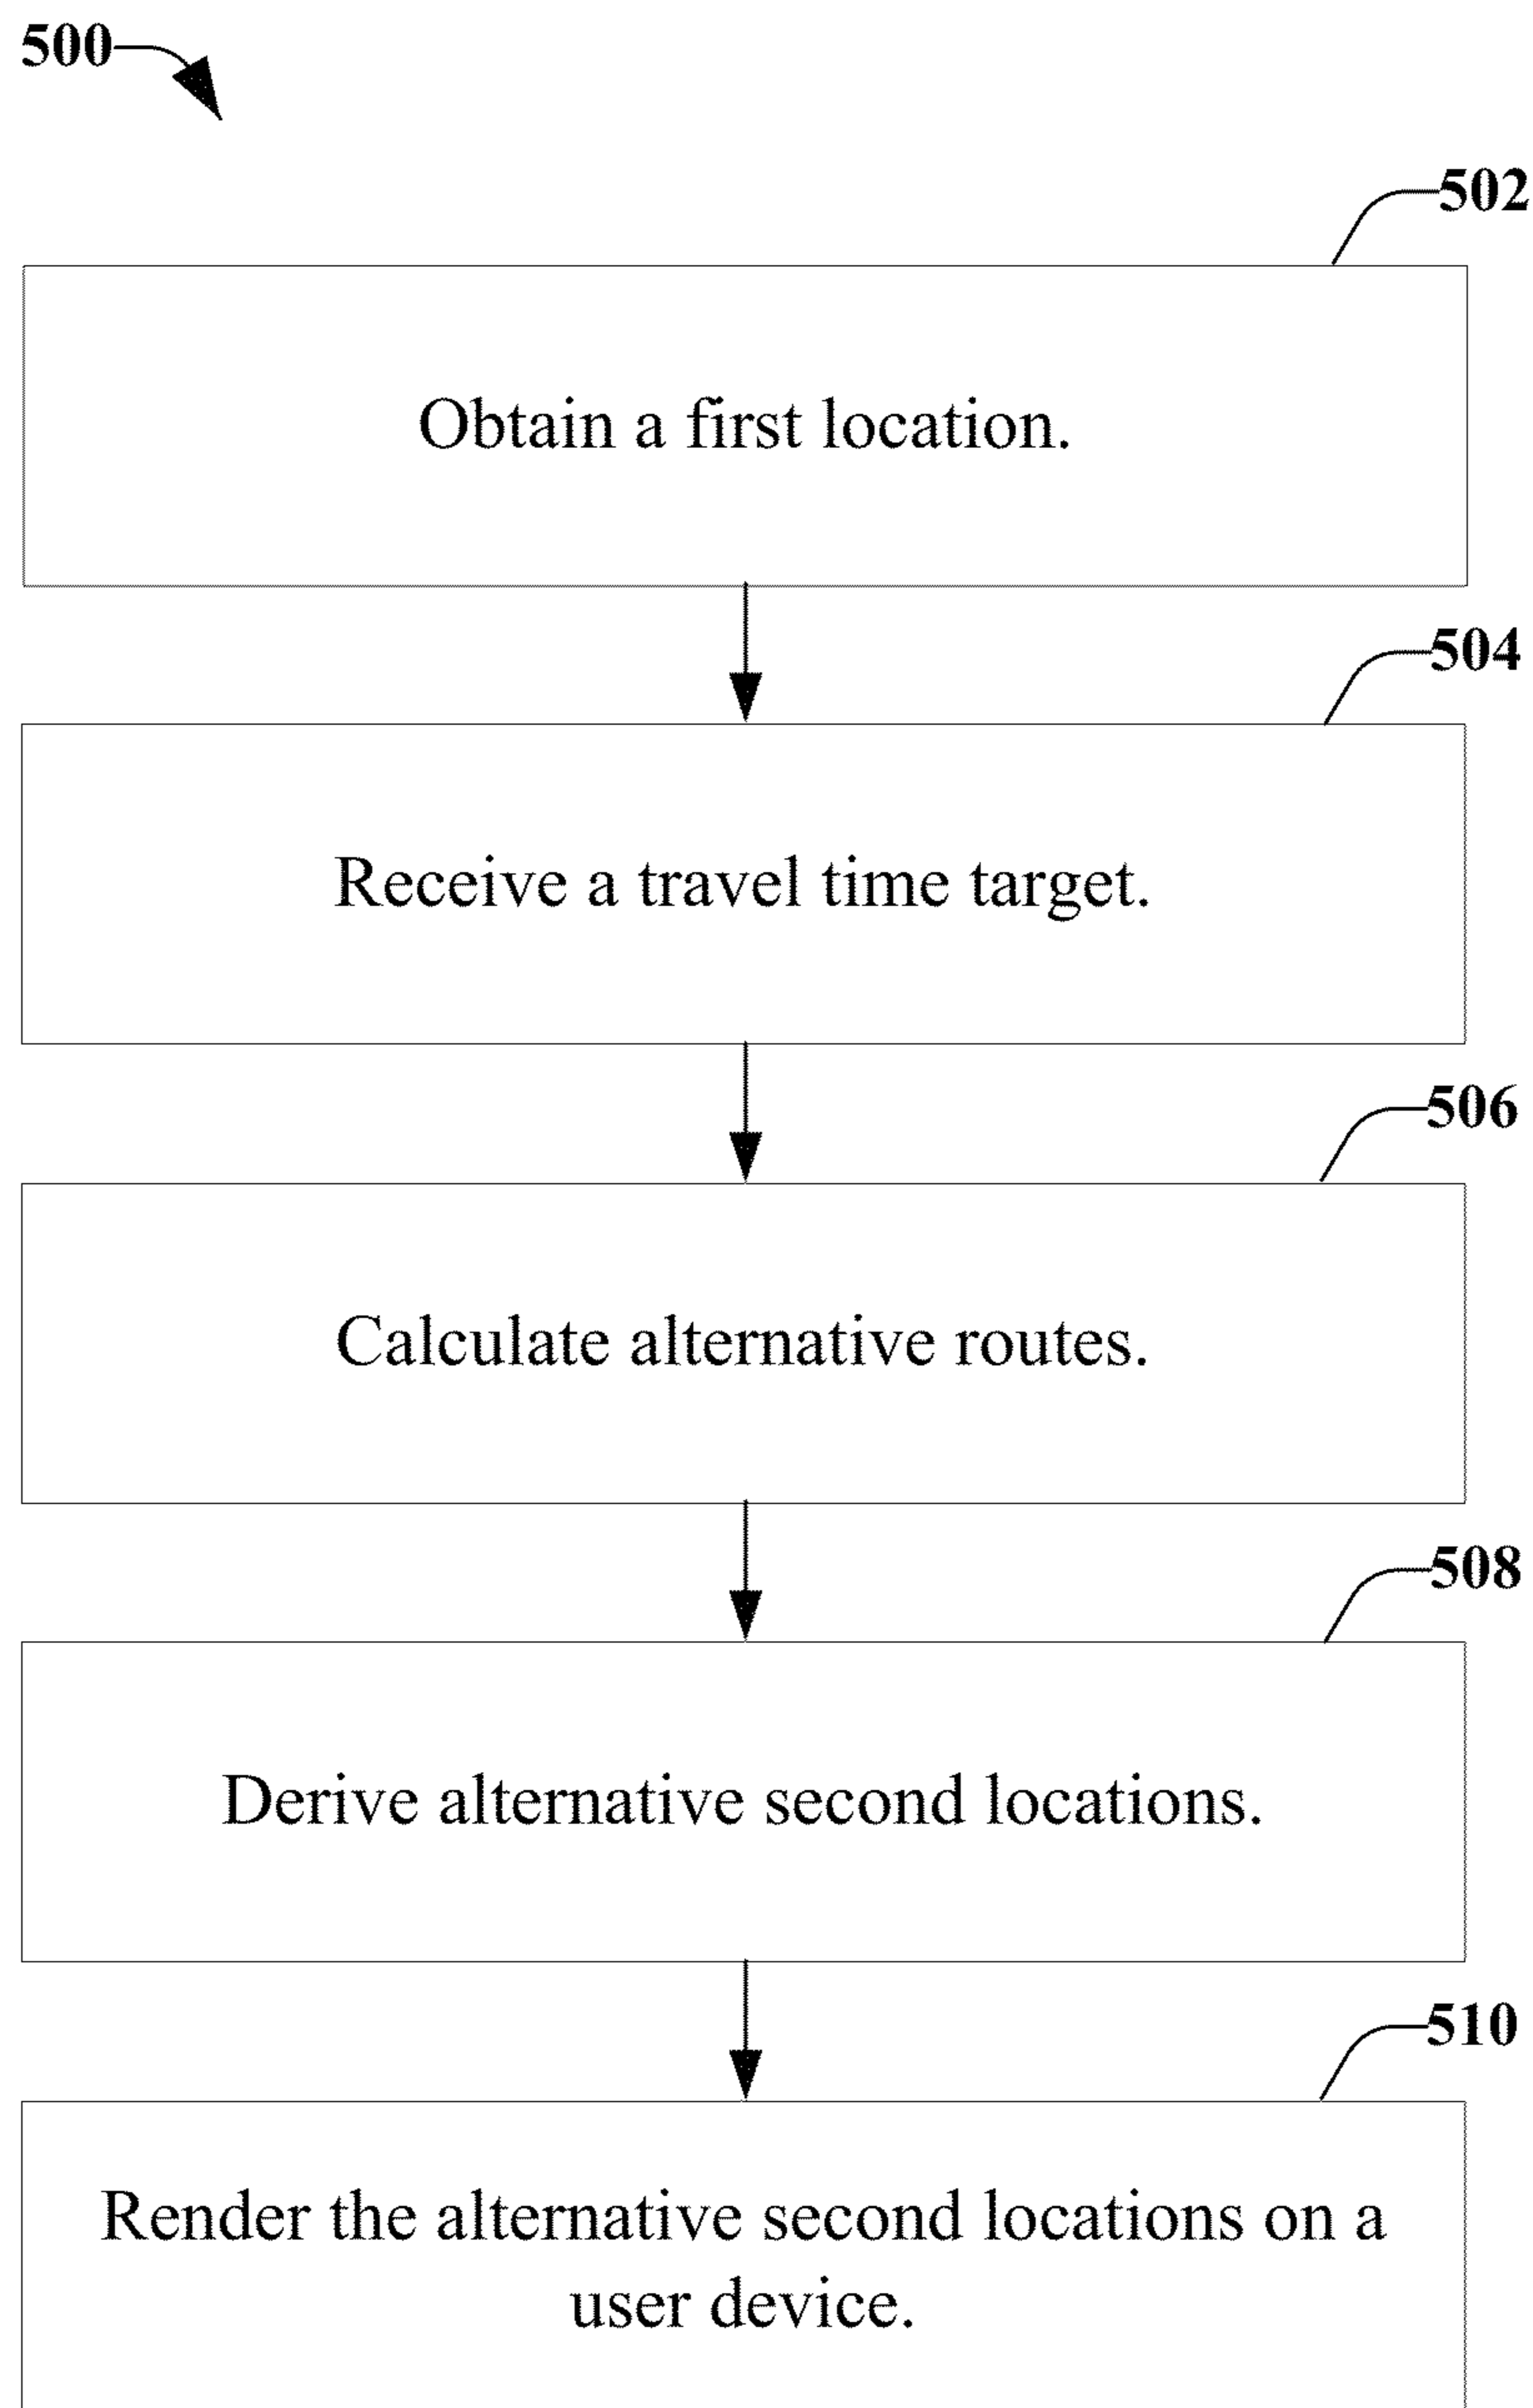 500
502
Obtain a first location.
504
Receive a travel time target.
506
Calculate alternative routes.
508
Derive alternative second locations.
510
Render the alternative second locations on a
user device.